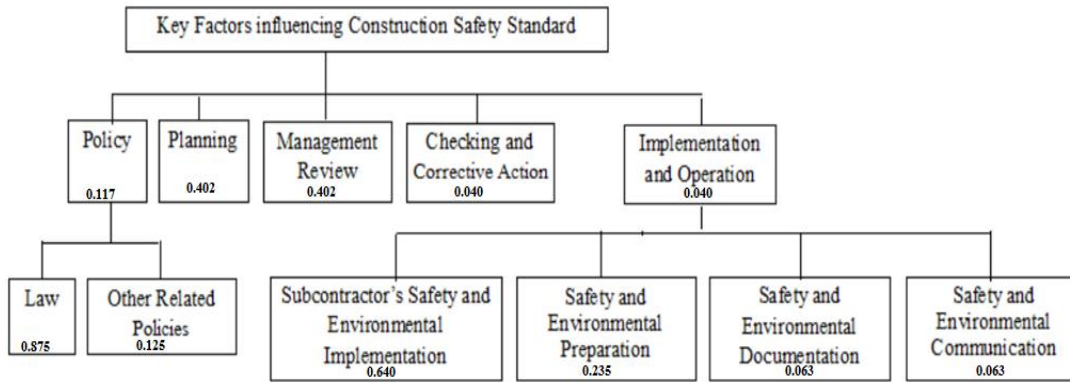 Key Factors influencing Construction Safety Standard
Policy
0.117
Planning
0.402
Management
Review
0.402
Checking and
Corrective Action
0.040
Implementation
and Operation
0.040
Law
0.875
Other Related
Policies
0.125
Subcontractor's Safety and
Environmental
Implementation
0.640
Safety and
Environmental
Preparation
0.235
Safety and
Environmental
Documentation
0.063
Safety and
Environmental
Communication
0.063